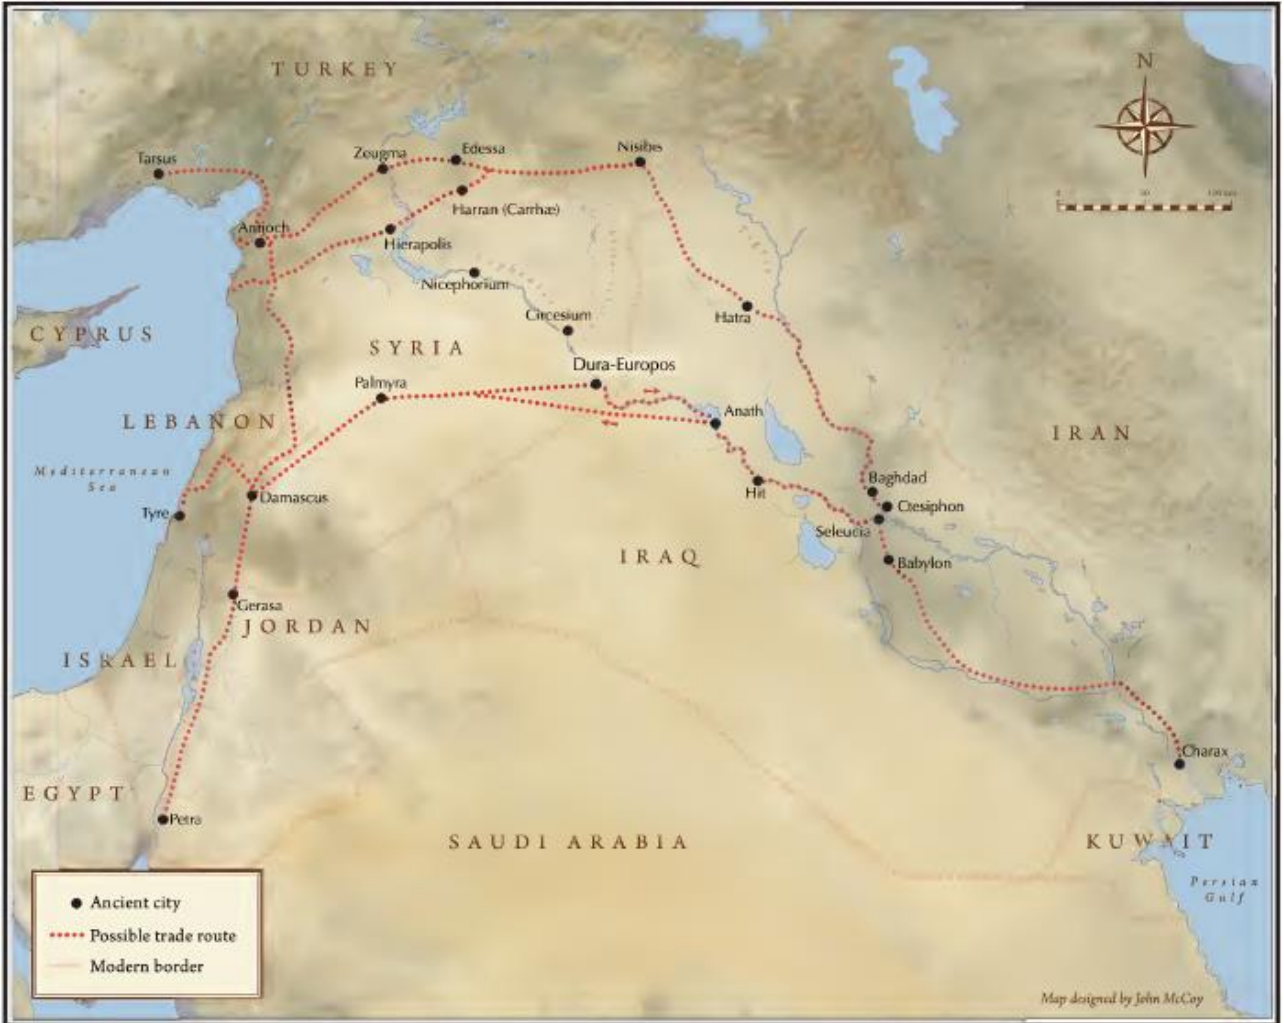 TURKEY
N
Tarsus
Zeugma
Edessa
Nisibis
Harran (Carrhæ)
Antioch
Hierapolis
Nicephorium
Circesium
Hatra
CYPRUS
SYRIA
Dura-Europos
Palmyra
Anath
LEBANON
IRAN
Mediterranean
Sea
Damascus
Hit
Baghdad
Ctesiphon
Tyre
Seleucia
IRAQ
Babylon
Gerasa
JORDAN
ISRAEL
Charax
EGYPT
Petra
SAUDI ARABIA
KUWAIT
Persian
Gulf
Ancient city
Possible trade route
Modern border
Map designed by John McCoy